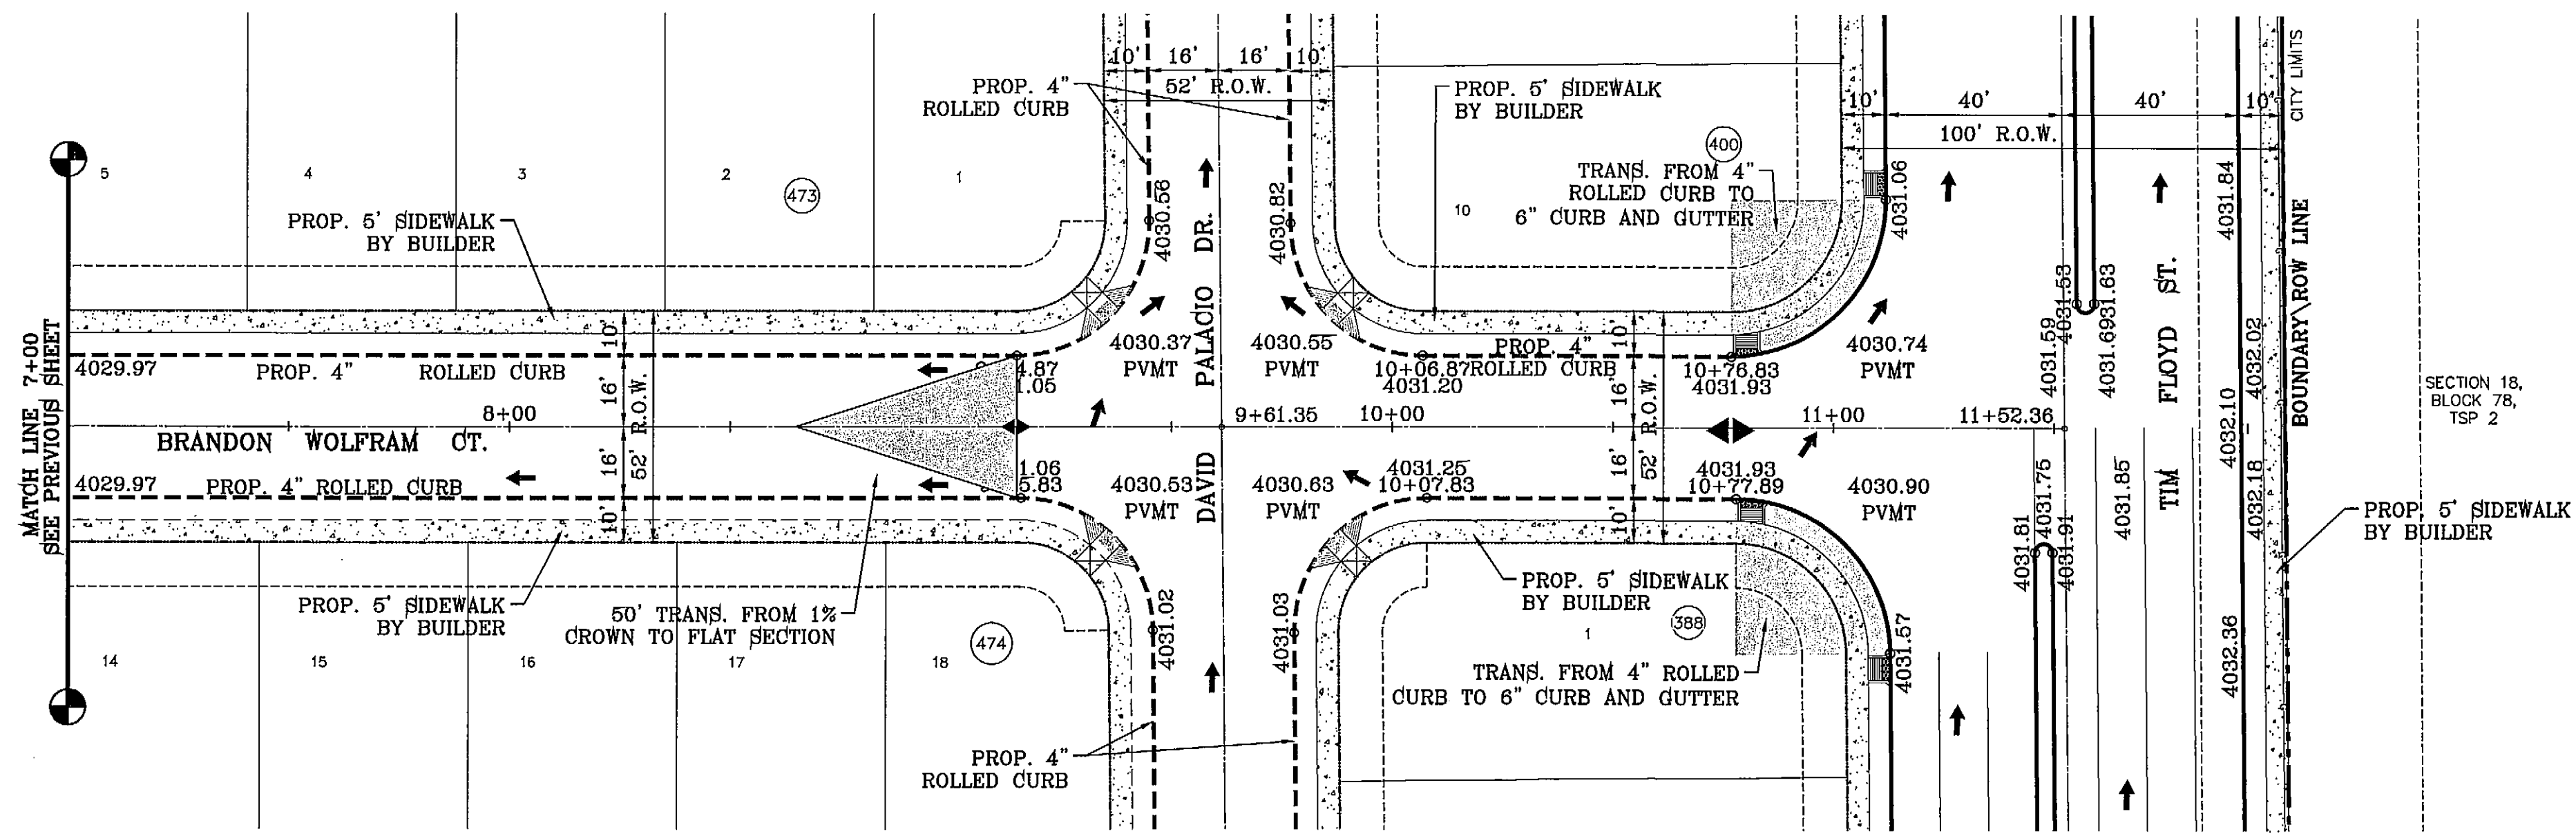 10' 16' 16' 10'
52' R.O.W.
PROP. 4"
ROLLED CURB
PROP. 5' SIDEWALK
BY BUILDER
10' 40' 40' 10'
100' R.O.W.
CITY LIMITS
400
TRANS. FROM 4"
ROLLED CURB TO
6" CURB AND GUTTER
5
4
3
2
1
473
10
PROP. 5' SIDEWALK
BY BUILDER
4030.56
4030.82
4031.06
4031.84
DAVID PALACIO DR.
TIM FLOYD ST.
BOUNDARY\ROW LINE
MATCH LINE 7+00
SEE PREVIOUS SHEET
4031.53
4031.63
4031.59
4031.69
4032.02
4030.37
PVMT
4030.55
PVMT
4030.74
PVMT
4029.97
PROP. 4" ROLLED CURB
4.87
1.05
PROP. 4"
ROLLED CURB
10+06.87
4031.20
10+76.83
4031.93
10'
16'
16'
10'
52' R.O.W.
10'
16'
16'
10'
52' R.O.W.
8+00
9+61.35
10+00
11+00
11+52.36
BRANDON WOLFRAM CT.
SECTION 18,
BLOCK 78,
TSP 2
4032.10
4029.97
PROP. 4" ROLLED CURB
1.06
5.83
4030.53
PVMT
4030.63
PVMT
4031.25
10+07.83
4031.93
10+77.89
4030.90
PVMT
4031.81
4031.75
4031.91
4031.85
4032.18
PROP. 5' SIDEWALK
BY BUILDER
PROP. 5' SIDEWALK
BY BUILDER
50' TRANS. FROM 1%
CROWN TO FLAT SECTION
PROP. 5' SIDEWALK
BY BUILDER
4031.02
4031.03
4031.57
4032.36
14
15
16
17
18
474
1
388
TRANS. FROM 4" ROLLED
CURB TO 6" CURB AND GUTTER
PROP. 4"
ROLLED CURB